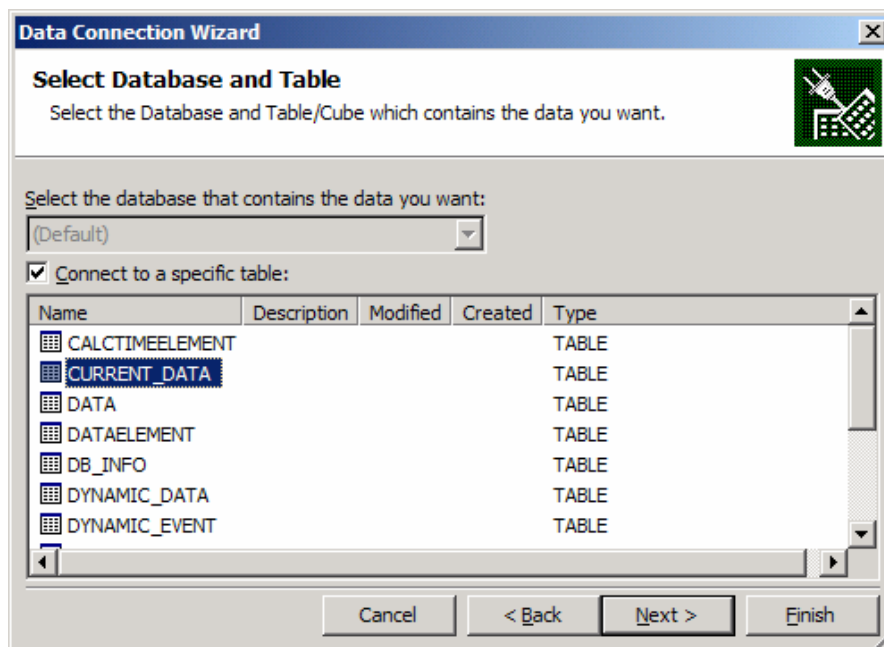 Data Connection Wizard
Select Database and Table
Select the Database and Table/Cube which contains the data you want.
Select the database that contains the data you want:
(Default)
Connect to a specific table:
Name Description Modified Created Type
CALCTIMEELEMENT TABLE
CURRENT_DATA TABLE
DATA TABLE
DATAELEMENT TABLE
DB_INFO TABLE
DYNAMIC_DATA TABLE
DYNAMIC_EVENT TABLE
Cancel < Back Next > Finish